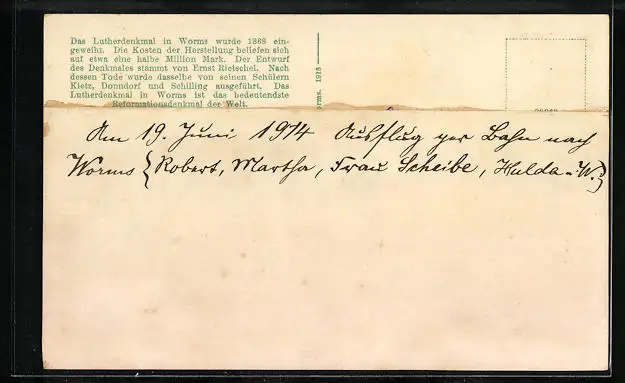 Das Lutherdenkmal in Worms wurde 1868 ein-
geweiht. Die Kosten der Herstellung beliefen sich
auf etwa eine halbe Million Mark. Der Entwurf
des Denkmales stammt von Ernst Rietschel. Nach
dessen Tode wurde dasselbe von seinen Schülern
Kietz, Donndorf und Schilling ausgeführt. Das
Lutherdenkmal in Worms ist das bedeutendste
Reformationsdenkmal der Welt.
1913
Am 19. Juni 1914 Ausflug per Bahn nach
Worms {Robert, Martha, Frau Scheibe, Hulda u. W.}